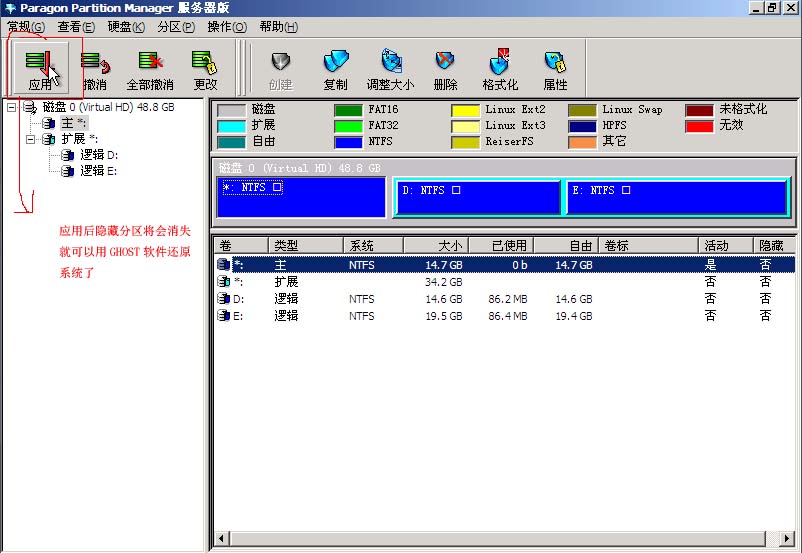 Paragon Partition Manager 服务器版
常规(G) 查看(E) 硬盘(K) 分区(P) 操作(O) 帮助(H)
应用 撤消 全部撤消 更改 创建 复制 调整大小 删除 格式化 属性
磁盘 0 (Virtual HD) 48.8 GB
主 *:
扩展 *:
逻辑 D:
逻辑 E:
应用后隐藏分区将会消失
就可以用 GHOST 软件还原
系统了
磁盘 FAT16 Linux Ext2 Linux Swap 未格式化
扩展 FAT32 Linux Ext3 HPFS 无效
自由 NTFS ReiserFS 其它
磁盘 0 (Virtual HD) 48.8 GB
*: NTFS D: NTFS E: NTFS
卷 类型 系统 大小 已使用 自由 卷标 活动 隐藏
*: 主 NTFS 14.7 GB 0 b 14.7 GB 是 否
*: 扩展 34.2 GB 否 否
D: 逻辑 NTFS 14.6 GB 86.2 MB 14.6 GB 否 否
E: 逻辑 NTFS 19.5 GB 86.4 MB 19.4 GB 否 否